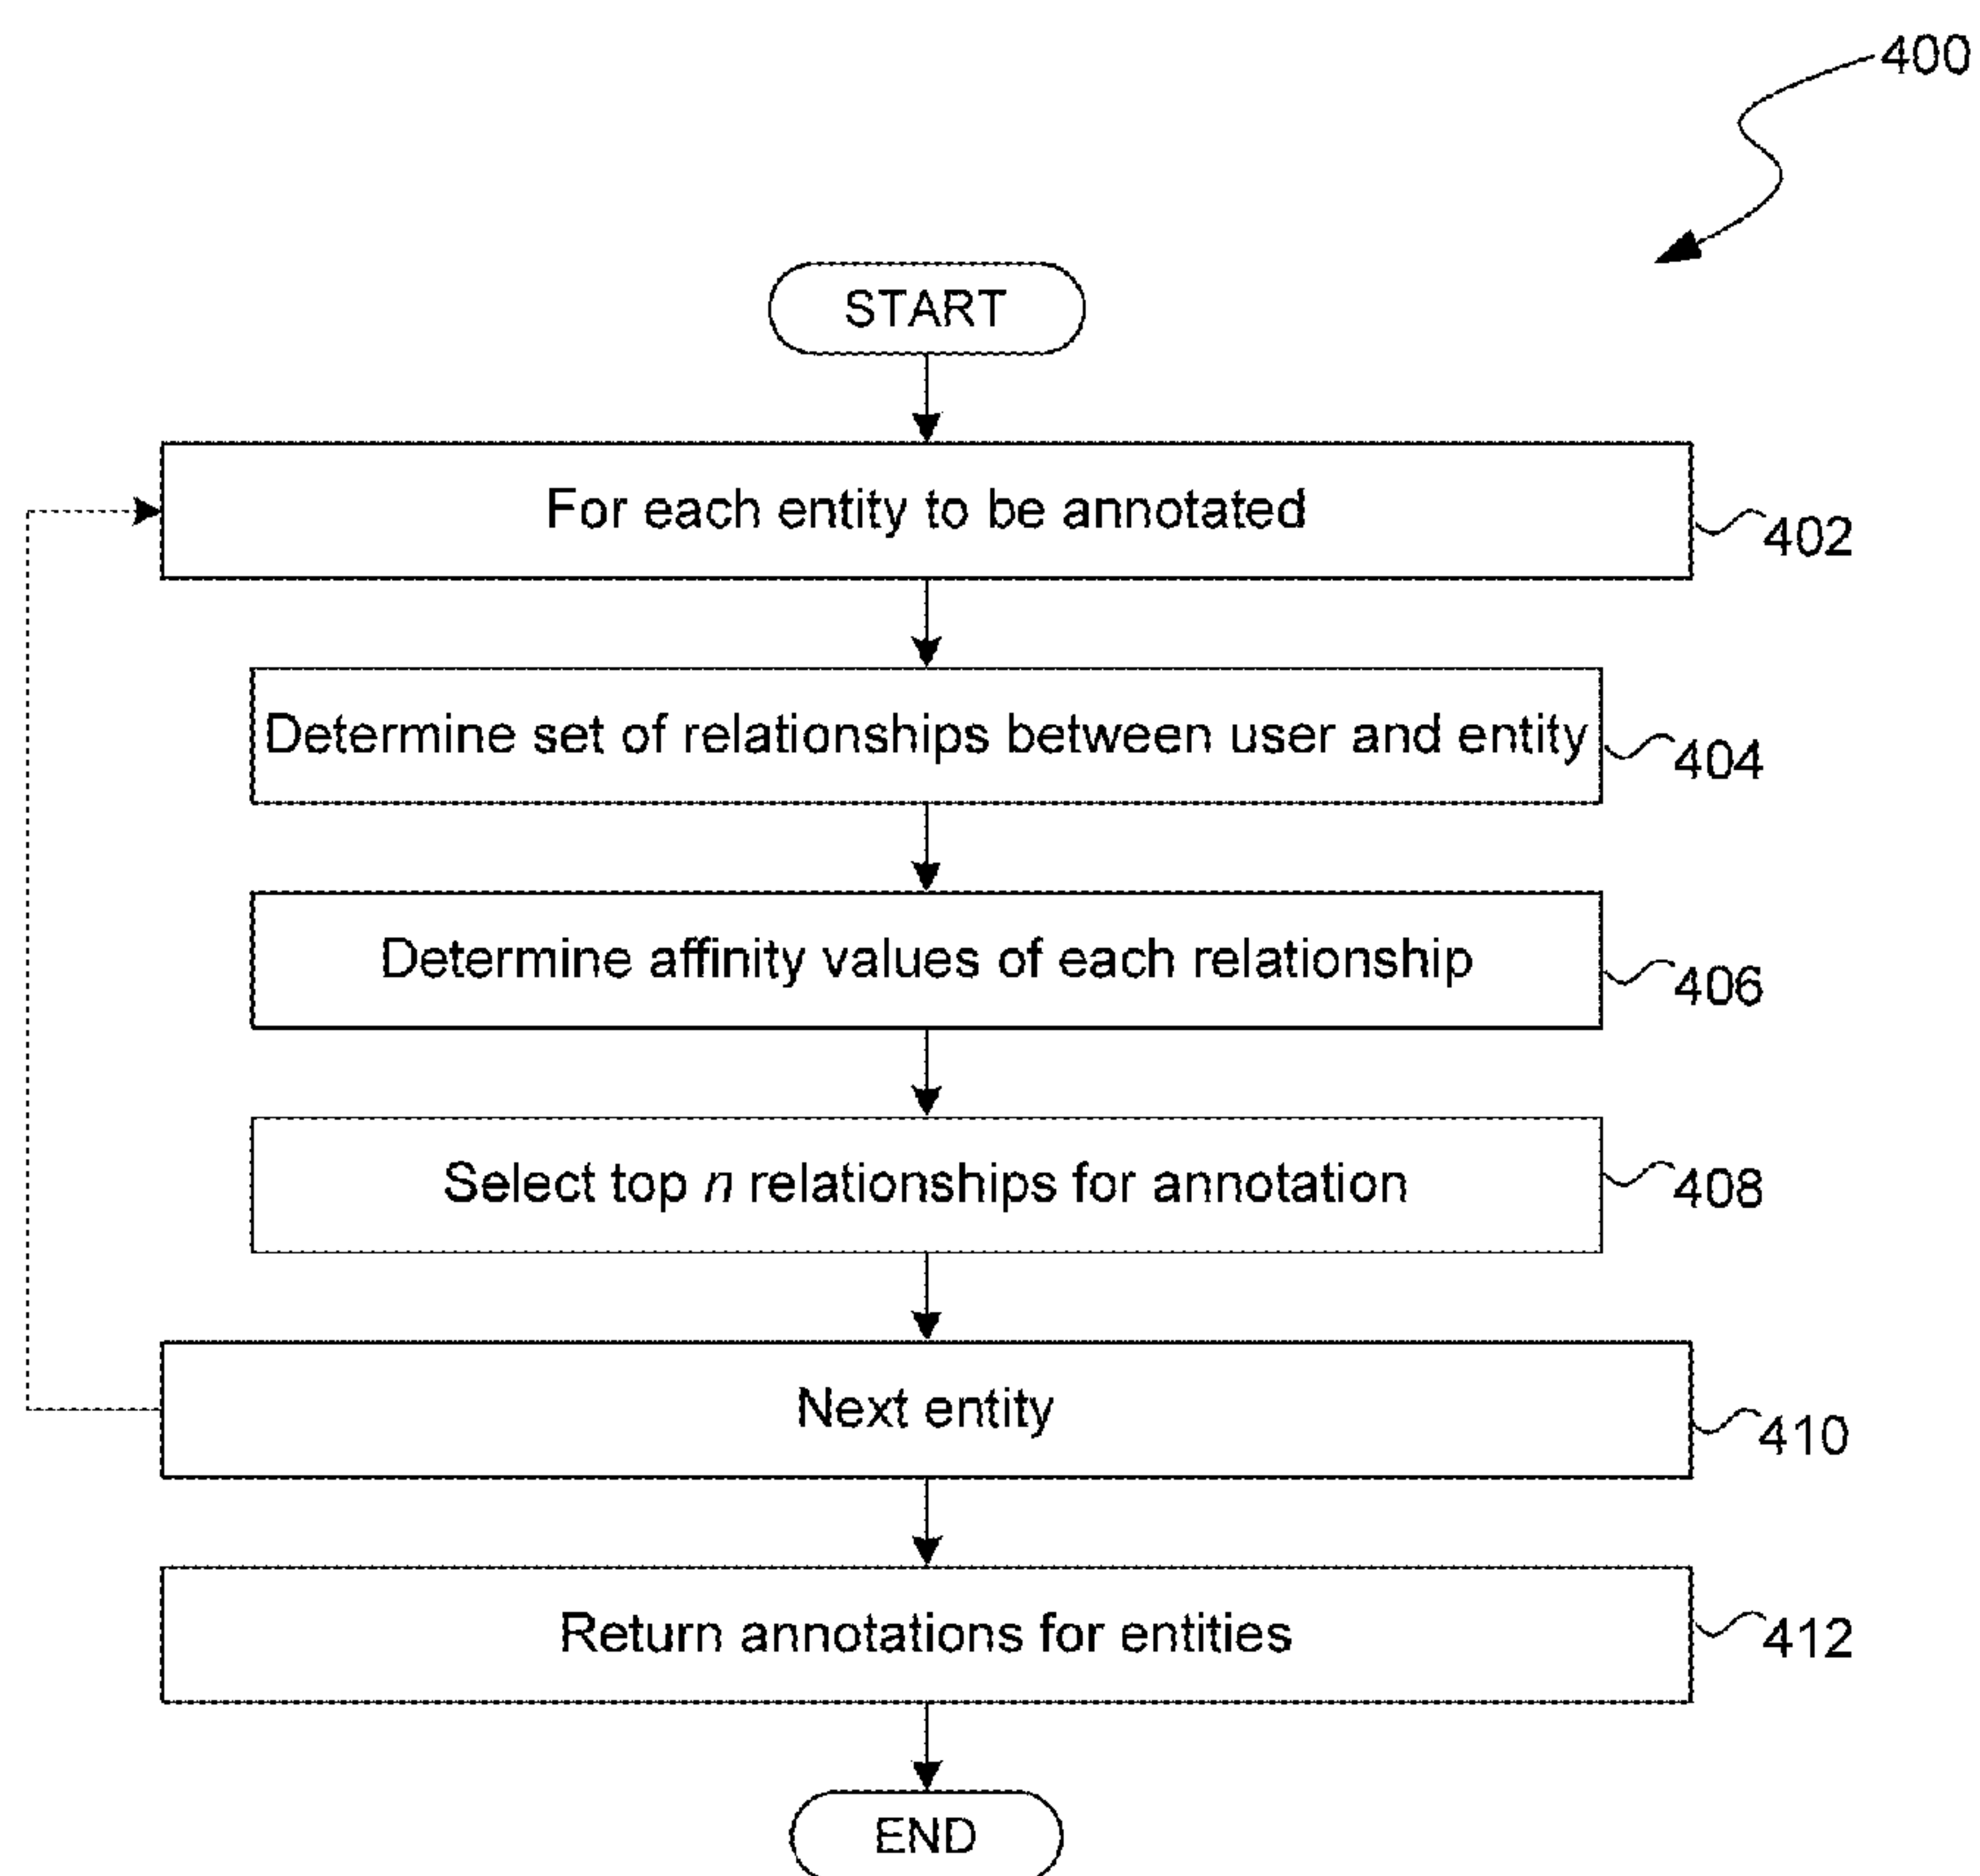 400
START
For each entity to be annotated
402
Determine set of relationships between user and entity
404
Determine affinity values of each relationship
406
Select top n relationships for annotation
408
Next entity
410
Return annotations for entities
412
END